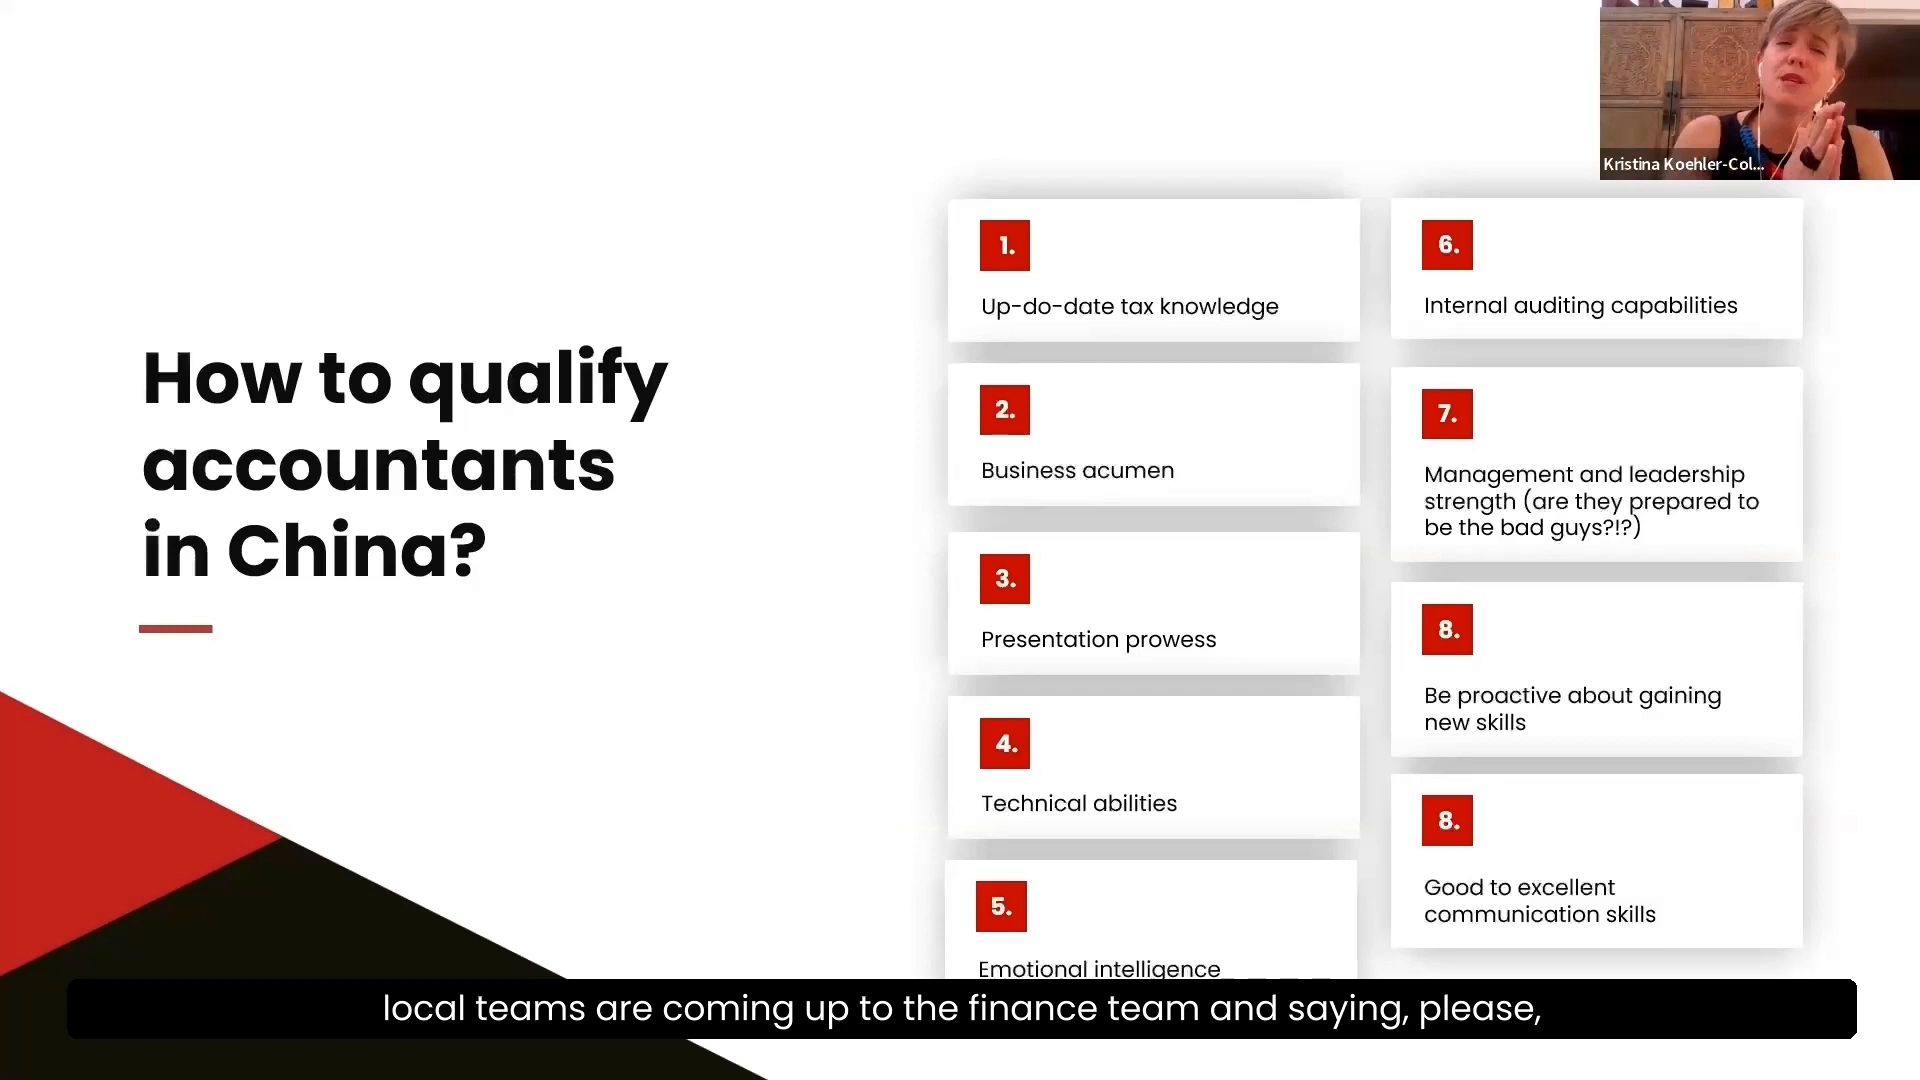 Kristina Koehler-Col...
How to qualify
accountants
in China?
1.
Up-do-date tax knowledge
2.
Business acumen
3.
Presentation prowess
4.
Technical abilities
5.
Emotional intelligence
6.
Internal auditing capabilities
7.
Management and leadership
strength (are they prepared to
be the bad guys?!?)
8.
Be proactive about gaining
new skills
8.
Good to excellent
communication skills
local teams are coming up to the finance team and saying, please,